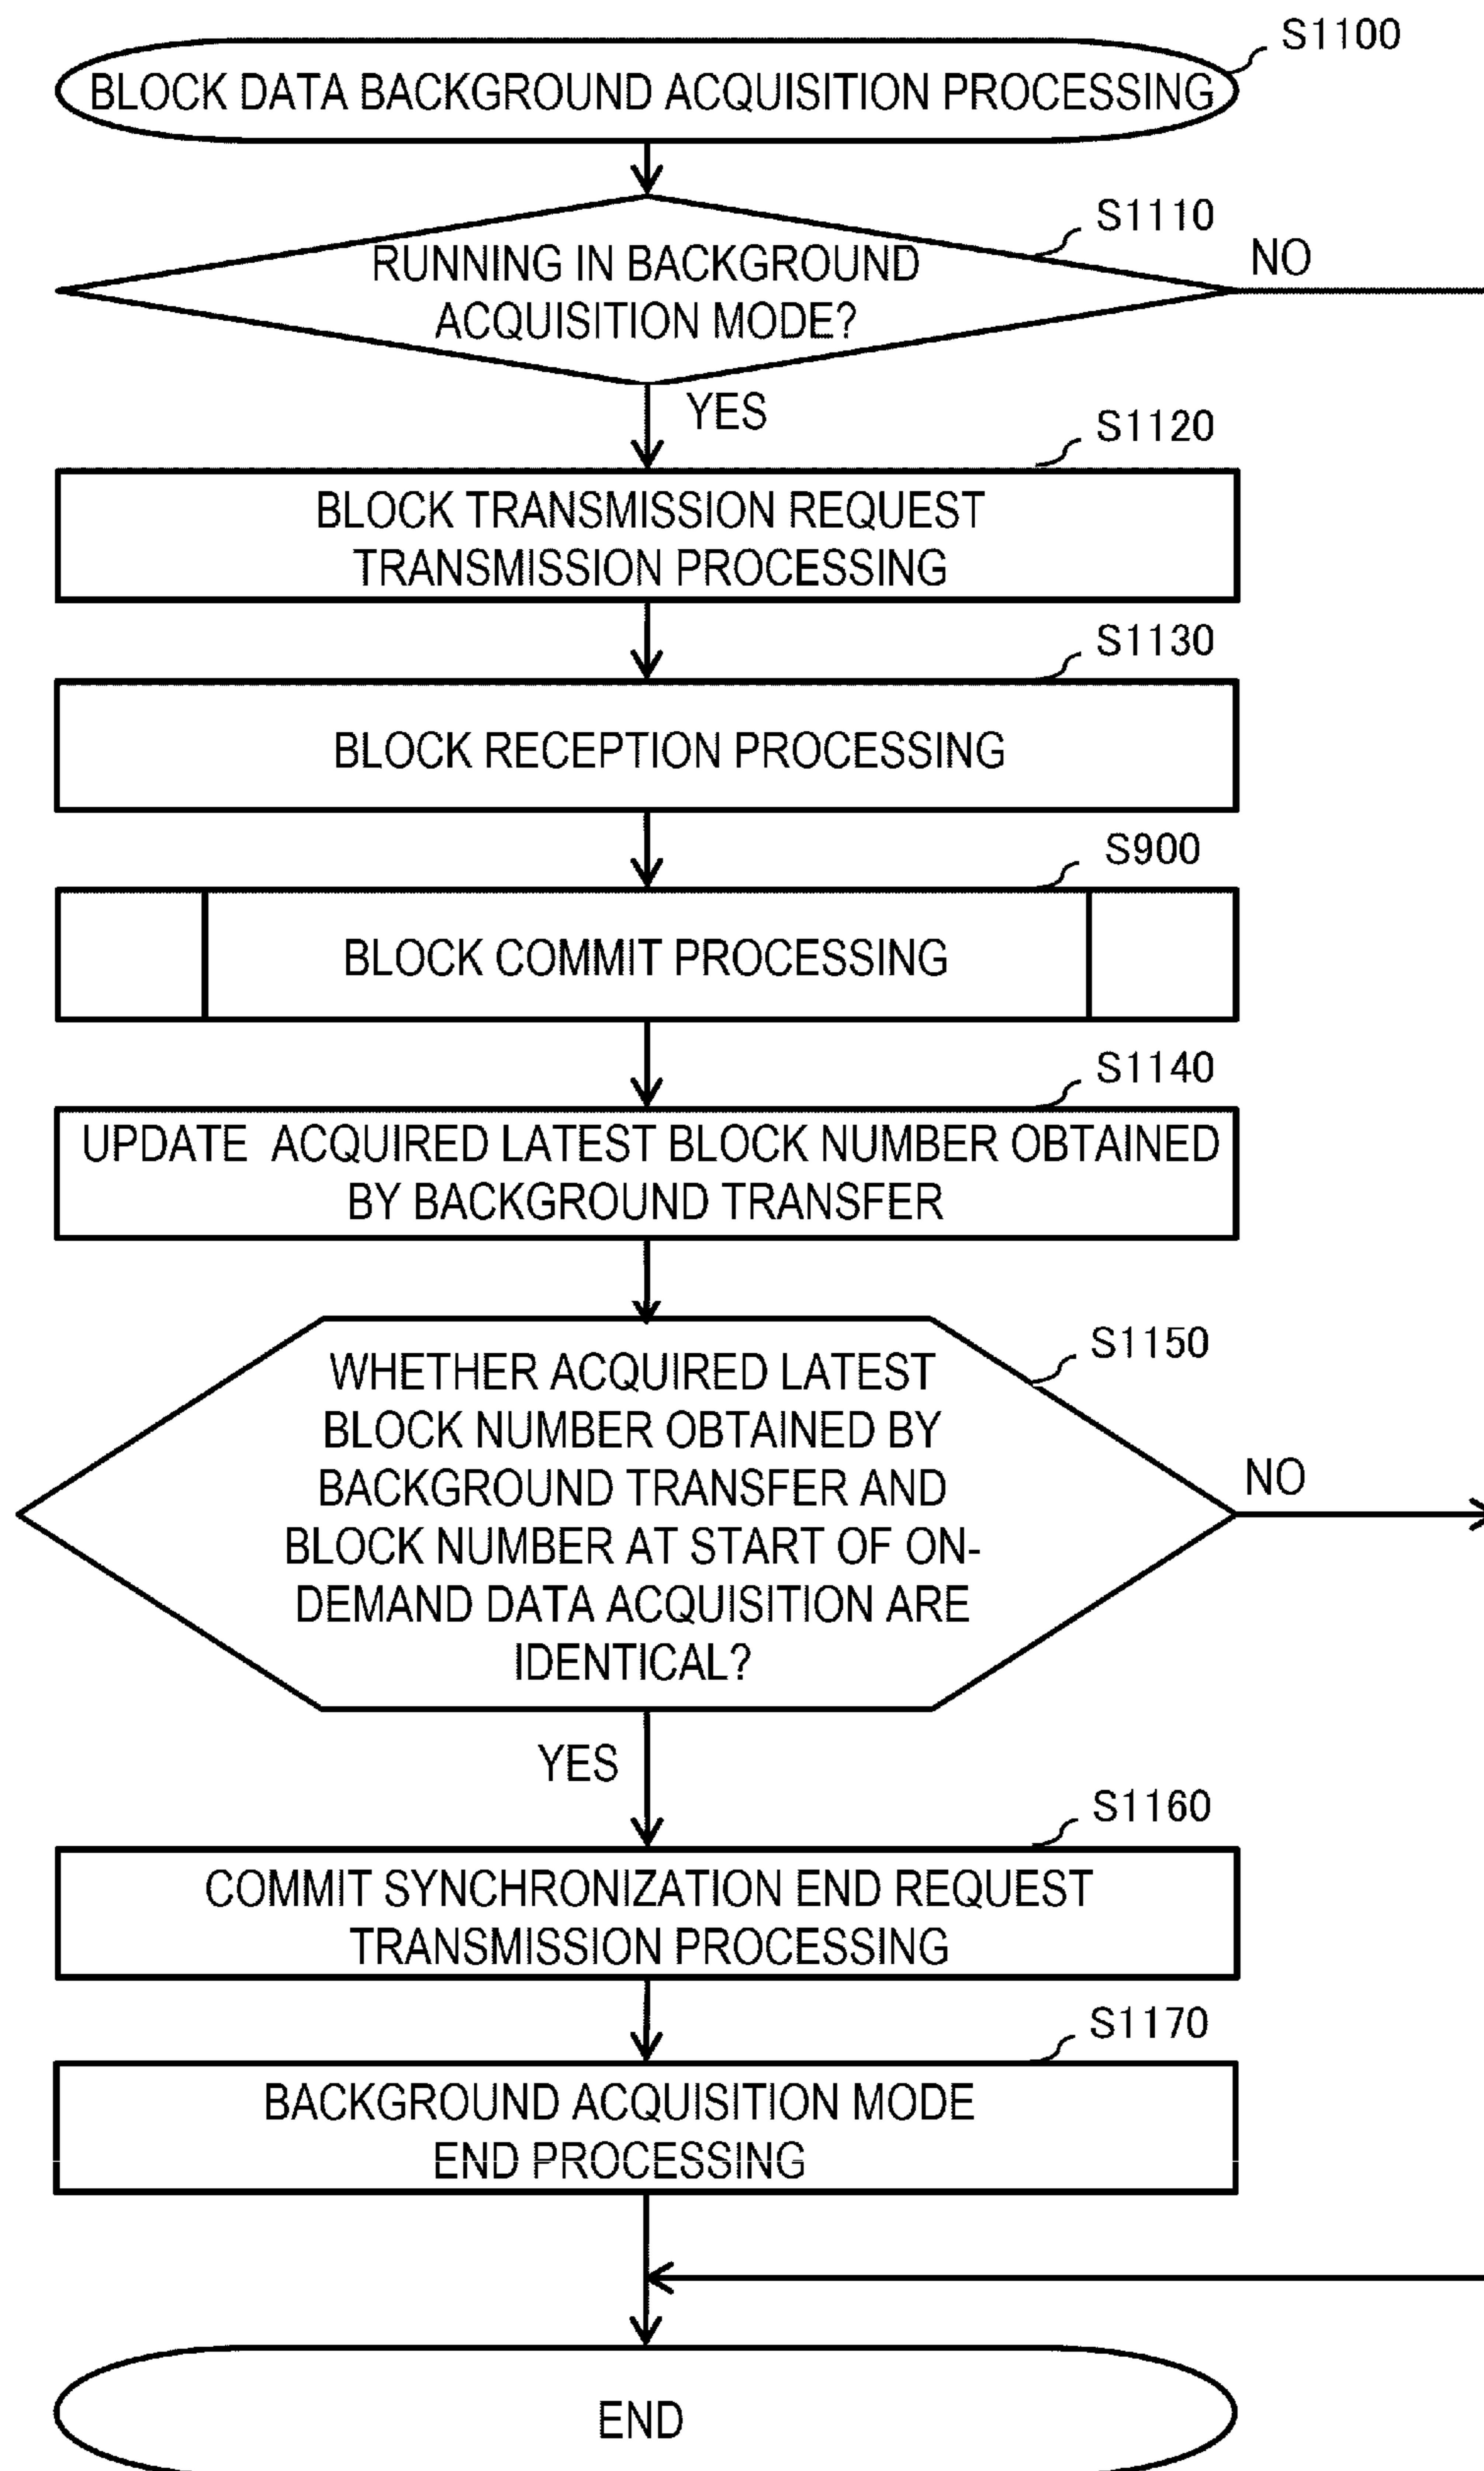 S1100
BLOCK DATA BACKGROUND ACQUISITION PROCESSING
S1110
RUNNING IN BACKGROUND
ACQUISITION MODE?
NO
YES
S1120
BLOCK TRANSMISSION REQUEST
TRANSMISSION PROCESSING
S1130
BLOCK RECEPTION PROCESSING
S900
BLOCK COMMIT PROCESSING
S1140
UPDATE ACQUIRED LATEST BLOCK NUMBER OBTAINED
BY BACKGROUND TRANSFER
S1150
WHETHER ACQUIRED LATEST
BLOCK NUMBER OBTAINED BY
BACKGROUND TRANSFER AND
BLOCK NUMBER AT START OF ON-
DEMAND DATA ACQUISITION ARE
IDENTICAL?
NO
YES
S1160
COMMIT SYNCHRONIZATION END REQUEST
TRANSMISSION PROCESSING
S1170
BACKGROUND ACQUISITION MODE
END PROCESSING
END